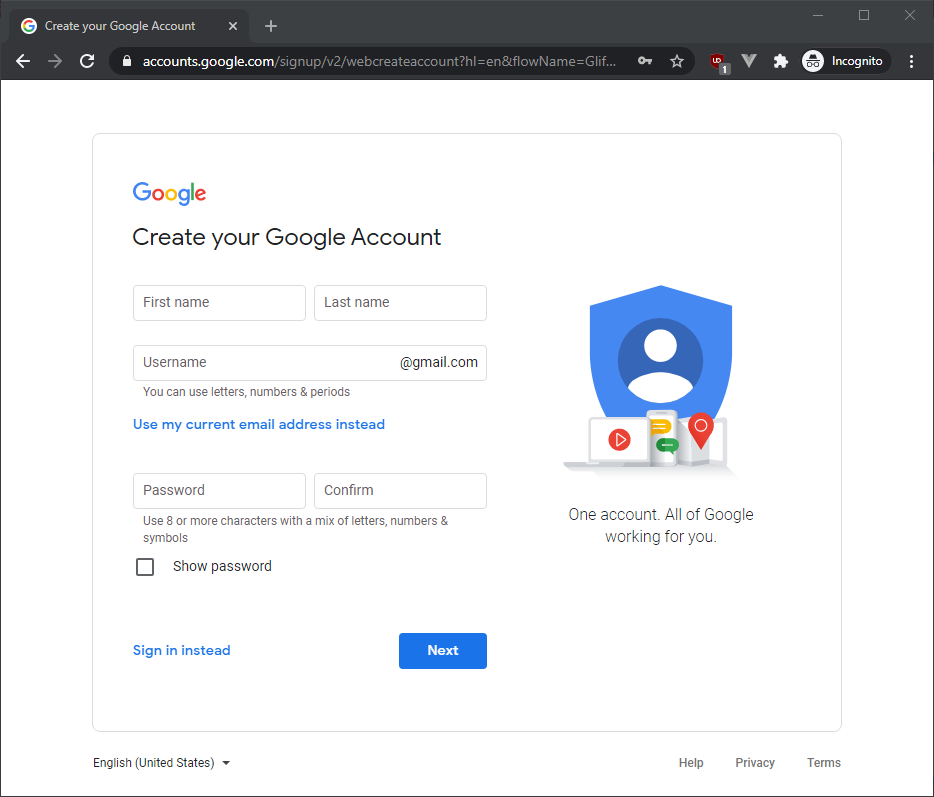 Create your Google Account
accounts.google.com/signup/v2/webcreateaccount?hl=en&flowName=Glif...
1
Incognito
Google
Create your Google Account
First name
Last name
Username
@gmail.com
You can use letters, numbers & periods
Use my current email address instead
Password
Confirm
Use 8 or more characters with a mix of letters, numbers &
symbols
Show password
Sign in instead
Next
One account. All of Google
working for you.
English (United States)
Help
Privacy
Terms